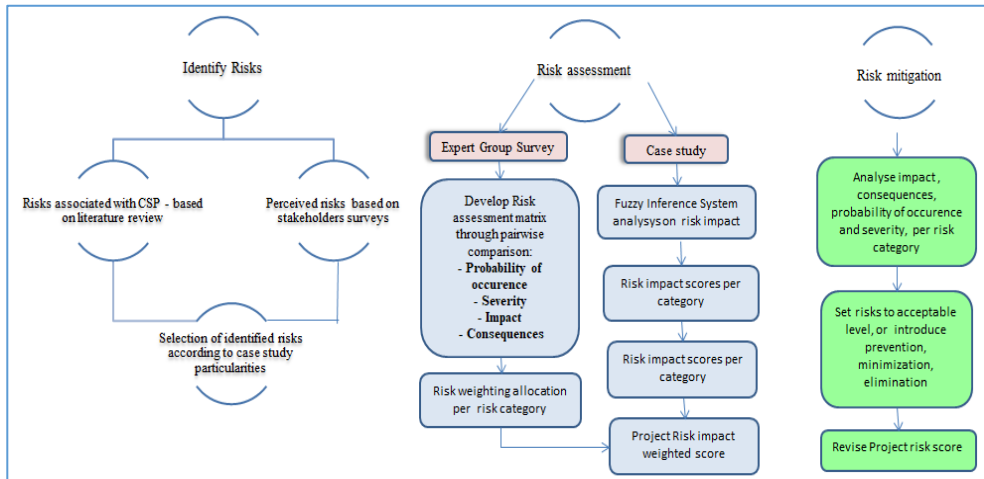 Identify Risks
Risks associated with CSP - based
on literature review
Perceived risks based on
stakeholders surveys
Selection of identified risks
according to case study
particularities
Risk assessment
Expert Group Survey
Develop Risk
assessment matrix
through pairwise
comparison:
- Probability of
occurence
- Severity
- Impact
- Consequences
Risk weighting allocation
per risk category
Case study
Fuzzy Inference System
analysys on risk impact
Risk impact scores per
category
Risk impact scores per
category
Project Risk impact
weighted score
Risk mitigation
Analyse impact,
consequences,
probability of occurence
and severity, per risk
category
Set risks to acceptable
level, or introduce
prevention,
minimization,
elimination
Revise Project risk score